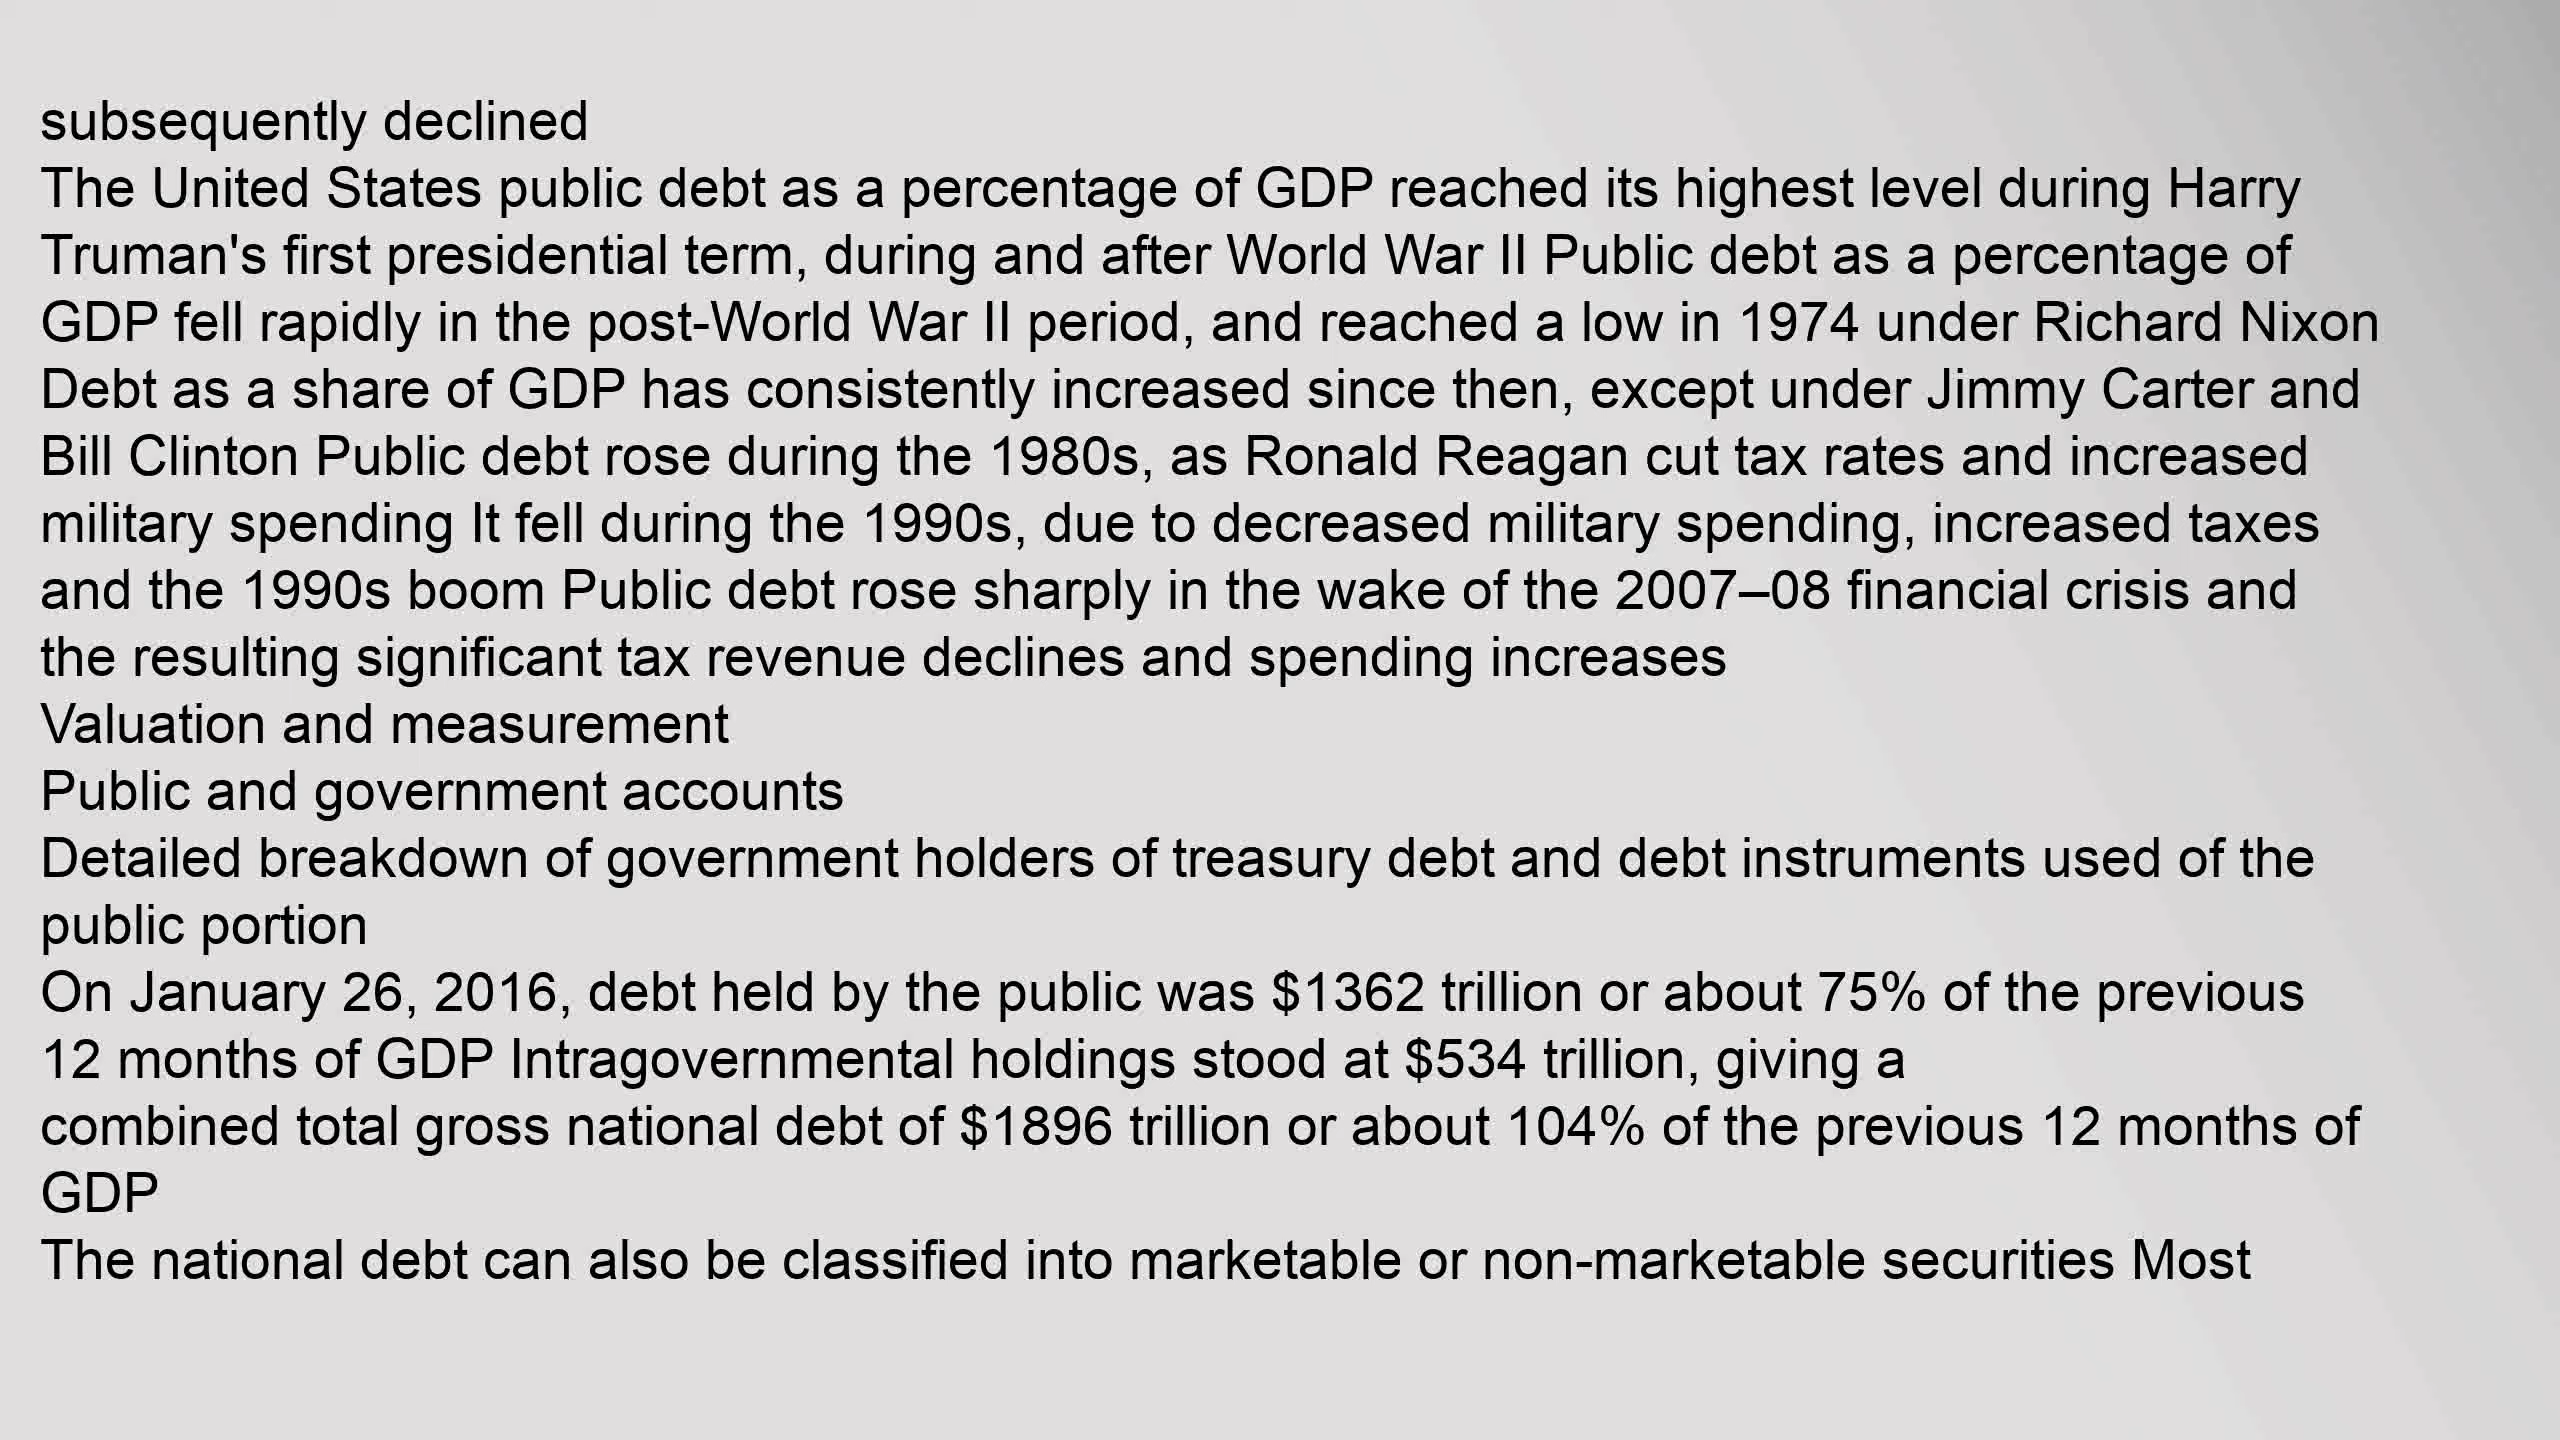 subsequently declined
The United States public debt as a percentage of GDP reached its highest level during Harry
Truman's first presidential term, during and after World War II Public debt as a percentage of
GDP fell rapidly in the post-World War II period, and reached a low in 1974 under Richard Nixon
Debt as a share of GDP has consistently increased since then, except under Jimmy Carter and
Bill Clinton Public debt rose during the 1980s, as Ronald Reagan cut tax rates and increased
military spending It fell during the 1990s, due to decreased military spending, increased taxes
and the 1990s boom Public debt rose sharply in the wake of the 2007–08 financial crisis and
the resulting significant tax revenue declines and spending increases
Valuation and measurement
Public and government accounts
Detailed breakdown of government holders of treasury debt and debt instruments used of the
public portion
On January 26, 2016, debt held by the public was $1362 trillion or about 75% of the previous
12 months of GDP Intragovernmental holdings stood at $534 trillion, giving a
combined total gross national debt of $1896 trillion or about 104% of the previous 12 months of
GDP
The national debt can also be classified into marketable or non-marketable securities Most